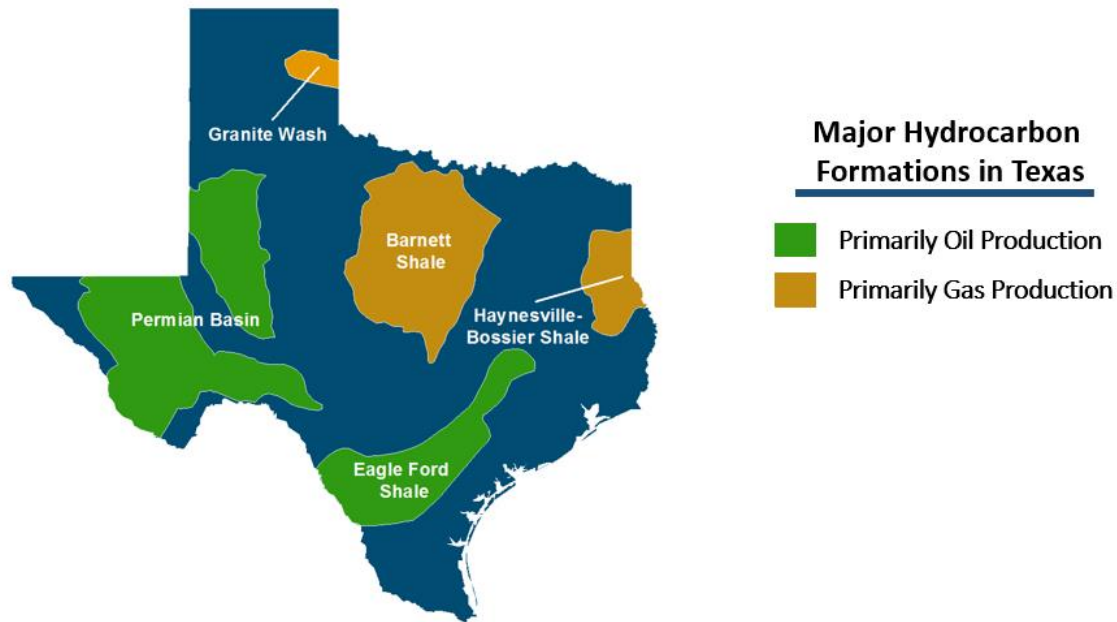 Granite Wash
Barnett
Shale
Permian Basin
Haynesville-
Bossier Shale
Eagle Ford
Shale
Major Hydrocarbon
Formations in Texas
Primarily Oil Production
Primarily Gas Production